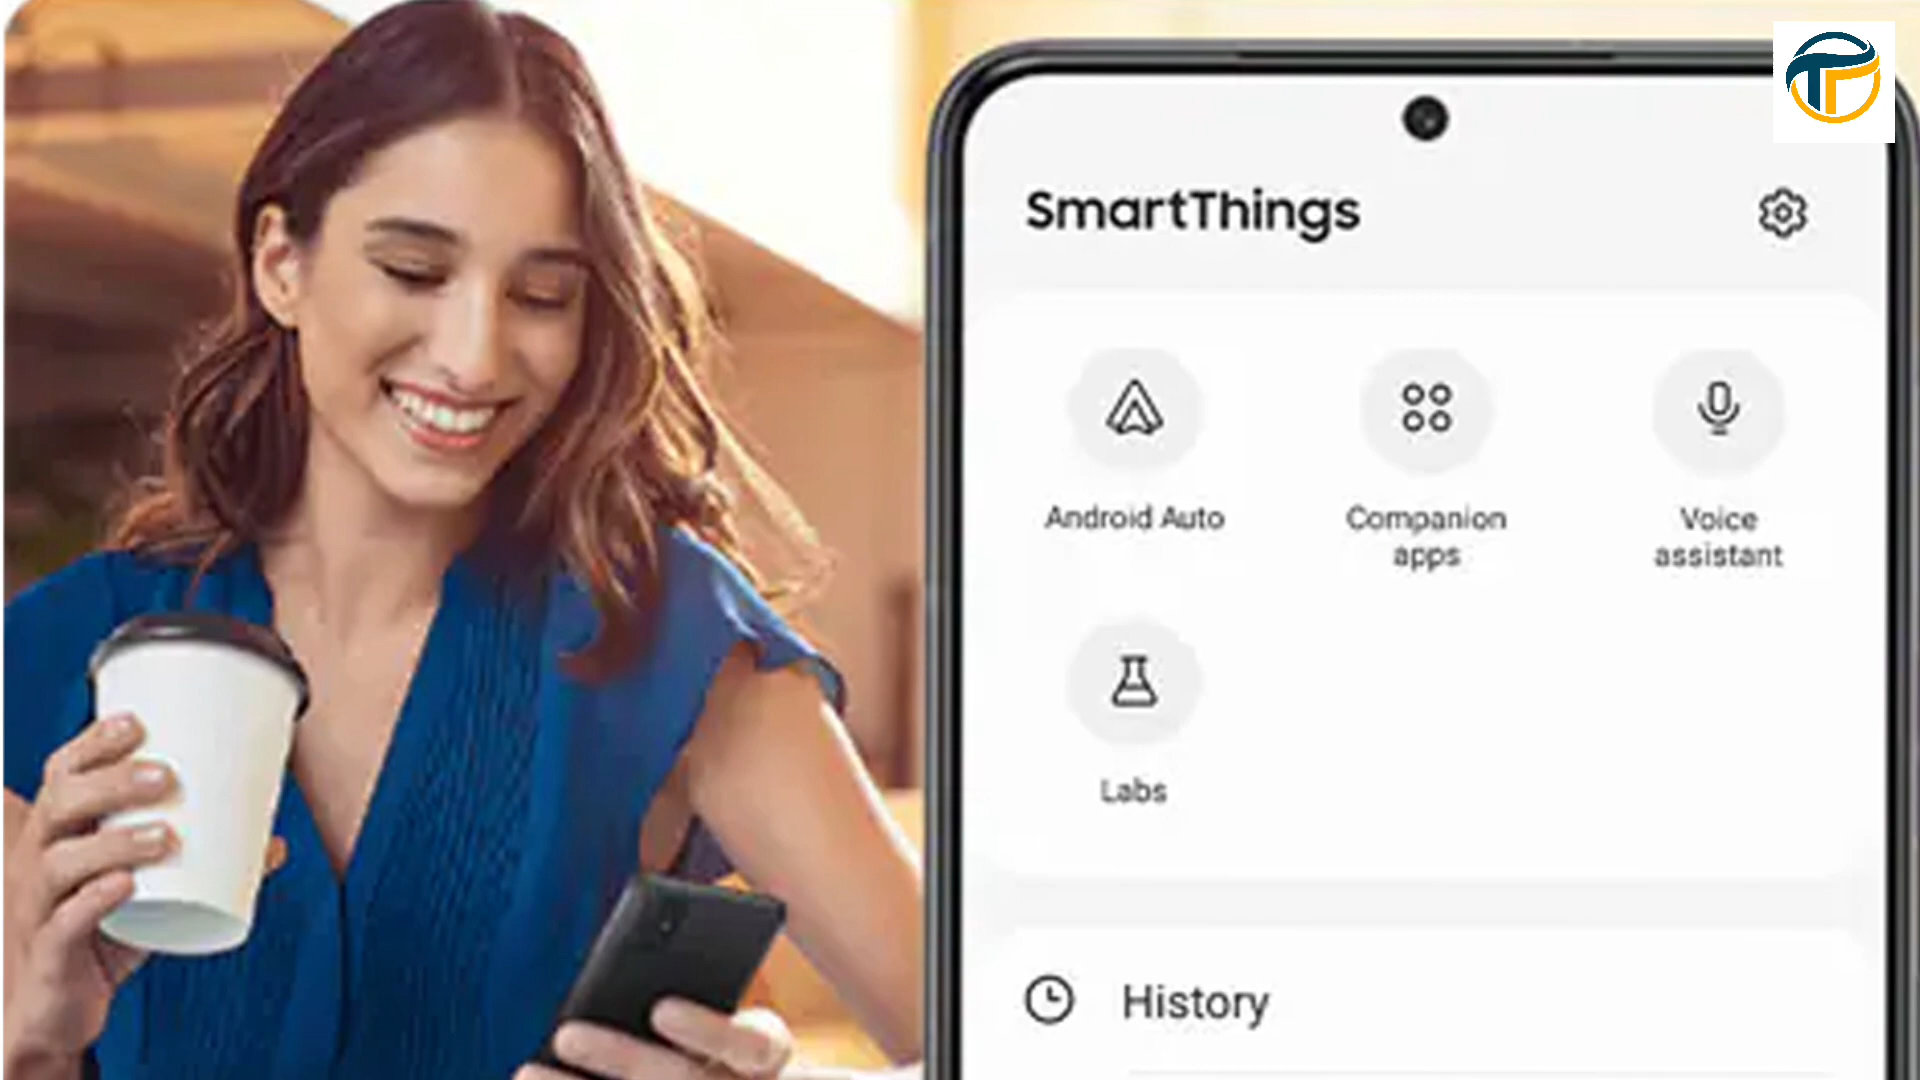 SmartThings
Android Auto
Companion
apps
Voice
assistant
Labs
History